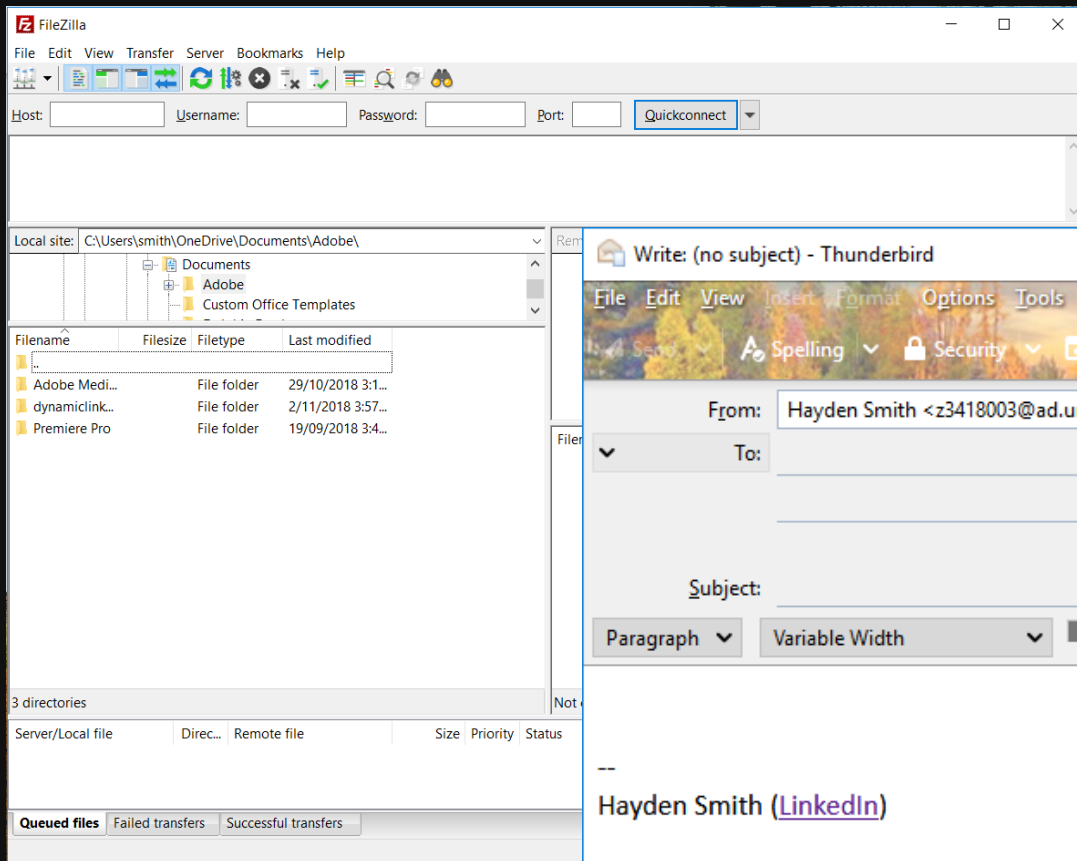 FileZilla
File Edit View Transfer Server Bookmarks Help
Host: Username: Password: Port: Quickconnect
Local site: C:\Users\smith\OneDrive\Documents\Adobe\
Rem
Documents
Adobe
Custom Office Templates
Filename Filesize Filetype Last modified
..
Adobe Medi... File folder 29/10/2018 3:1...
dynamiclink... File folder 2/11/2018 3:57...
Premiere Pro File folder 19/09/2018 3:4...
3 directories
Filen
Not
Server/Local file Direc... Remote file Size Priority Status
Queued files Failed transfers Successful transfers
Write: (no subject) - Thunderbird
File Edit View Insert Format Options Tools
Send Spelling Security
From: Hayden Smith <z3418003@ad.u
To:
Subject:
Paragraph Variable Width
--
Hayden Smith (LinkedIn)